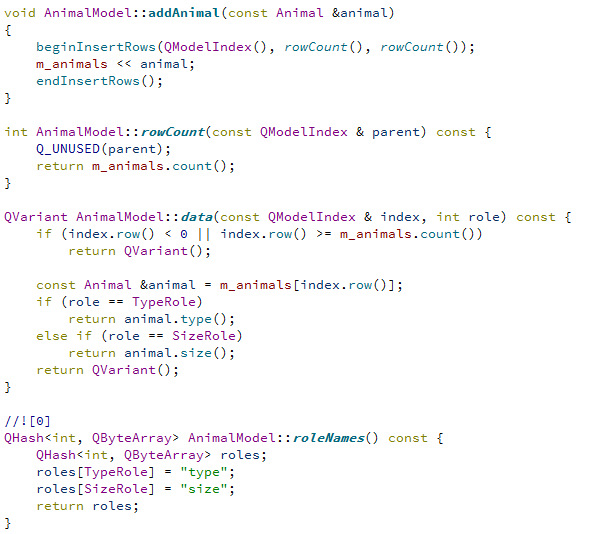 void AnimalModel::addAnimal(const Animal &animal)
{
    beginInsertRows(QModelIndex(), rowCount(), rowCount());
    m_animals << animal;
    endInsertRows();
}

int AnimalModel::rowCount(const QModelIndex & parent) const {
    Q_UNUSED(parent);
    return m_animals.count();
}

QVariant AnimalModel::data(const QModelIndex & index, int role) const {
    if (index.row() < 0 || index.row() >= m_animals.count())
        return QVariant();

    const Animal &animal = m_animals[index.row()];
    if (role == TypeRole)
        return animal.type();
    else if (role == SizeRole)
        return animal.size();
    return QVariant();
}

//![0]
QHash<int, QByteArray> AnimalModel::roleNames() const {
    QHash<int, QByteArray> roles;
    roles[TypeRole] = "type";
    roles[SizeRole] = "size";
    return roles;
}